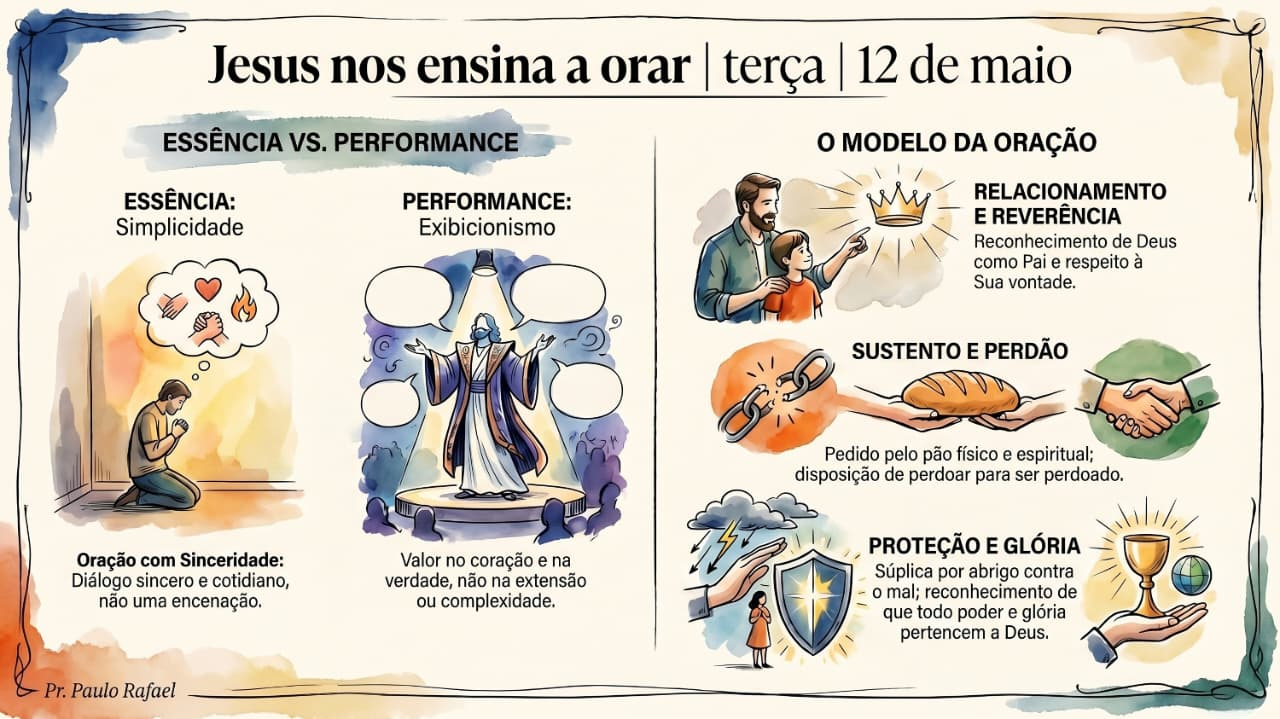 Jesus nos ensina a orar | terça | 12 de maio
ESSÊNCIA VS. PERFORMANCE
ESSÊNCIA:
Simplicidade
Oração com Sinceridade:
Diálogo sincero e cotidiano,
não uma encenação.
PERFORMANCE:
Exibicionismo
Valor no coração e na
verdade, não na extensão
ou complexidade.
O MODELO DA ORAÇÃO
RELACIONAMENTO
E REVERÊNCIA
Reconhecimento de Deus
como Pai e respeito à
Sua vontade.
SUSTENTO E PERDÃO
Pedido pelo pão físico e espiritual;
disposição de perdoar para ser perdoado.
PROTEÇÃO E GLÓRIA
Súplica por abrigo contra
o mal; reconhecimento de
que todo poder e glória
pertencem a Deus.
Pr. Paulo Rafael